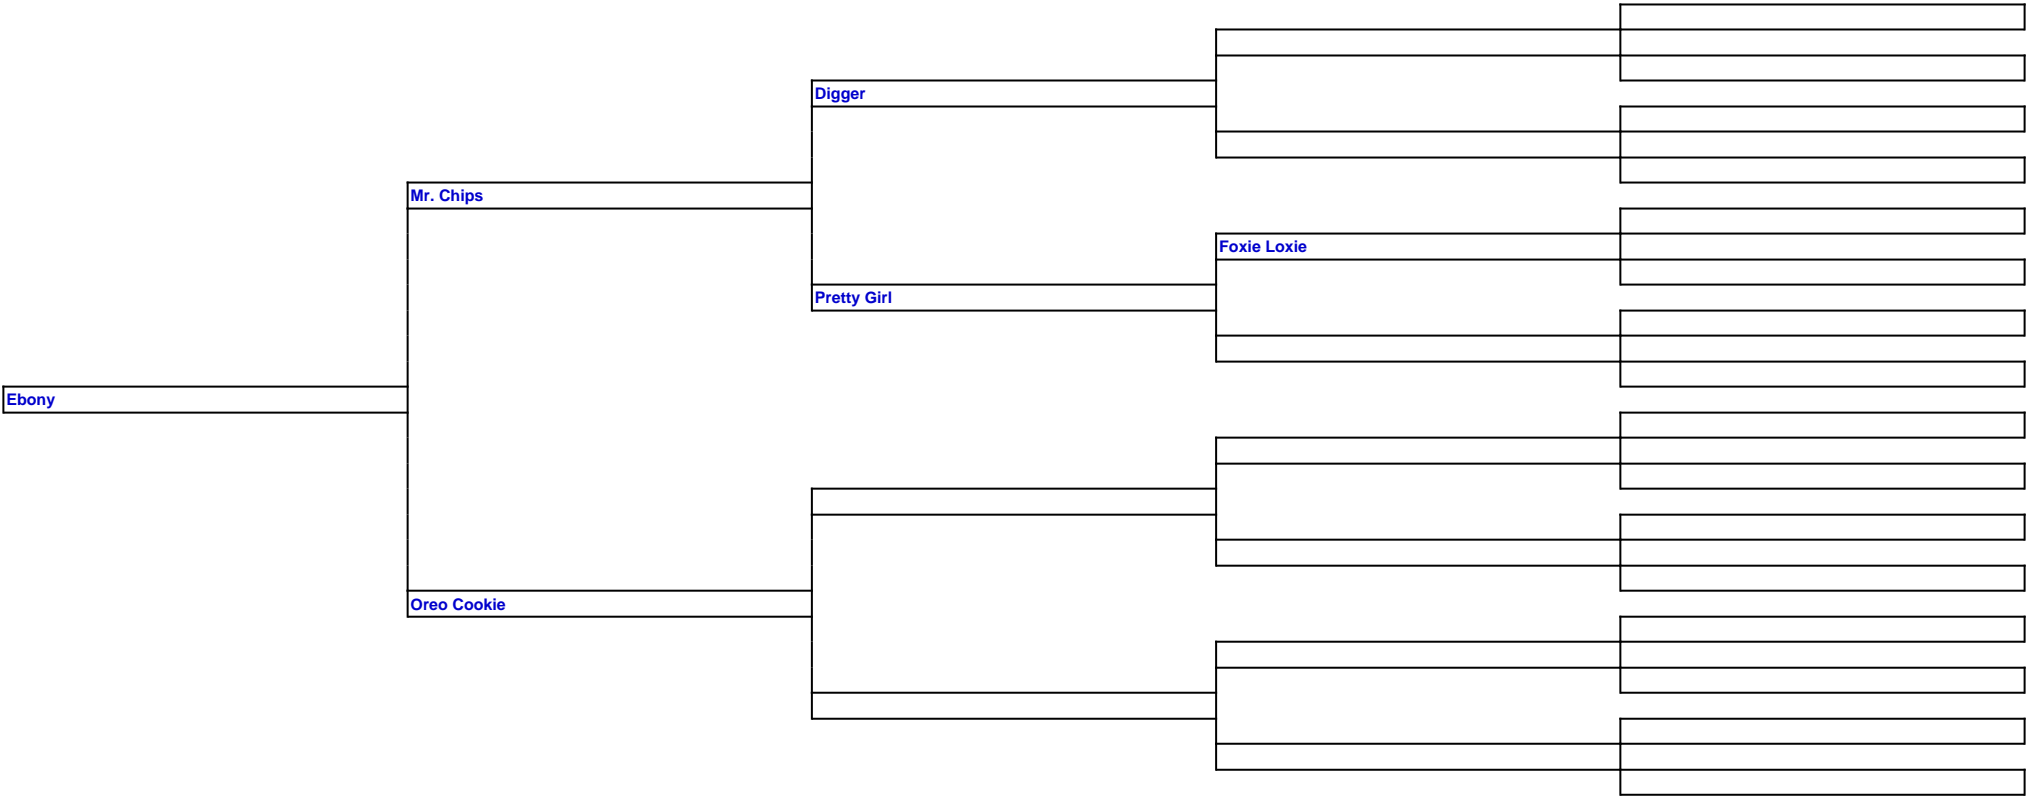 Digger
Mr. Chips
Foxie Loxie
Pretty Girl
Ebony
Oreo Cookie